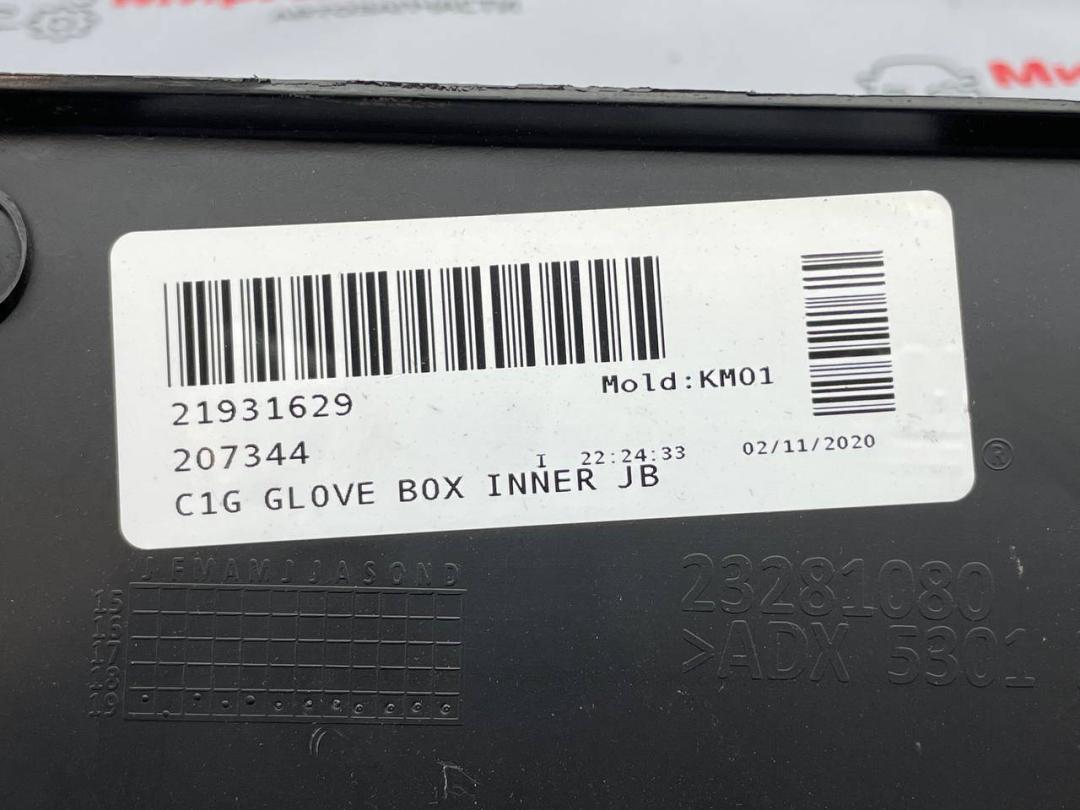 АВТОЗАПЧАСТИ
21931629
Mold:KM01
207344
I 22:24:33 02/11/2020
C1G GLOVE BOX INNER JB
®
J F M A M J J A S O N D
15
16
17
18
19
23281080
>ADX 5301